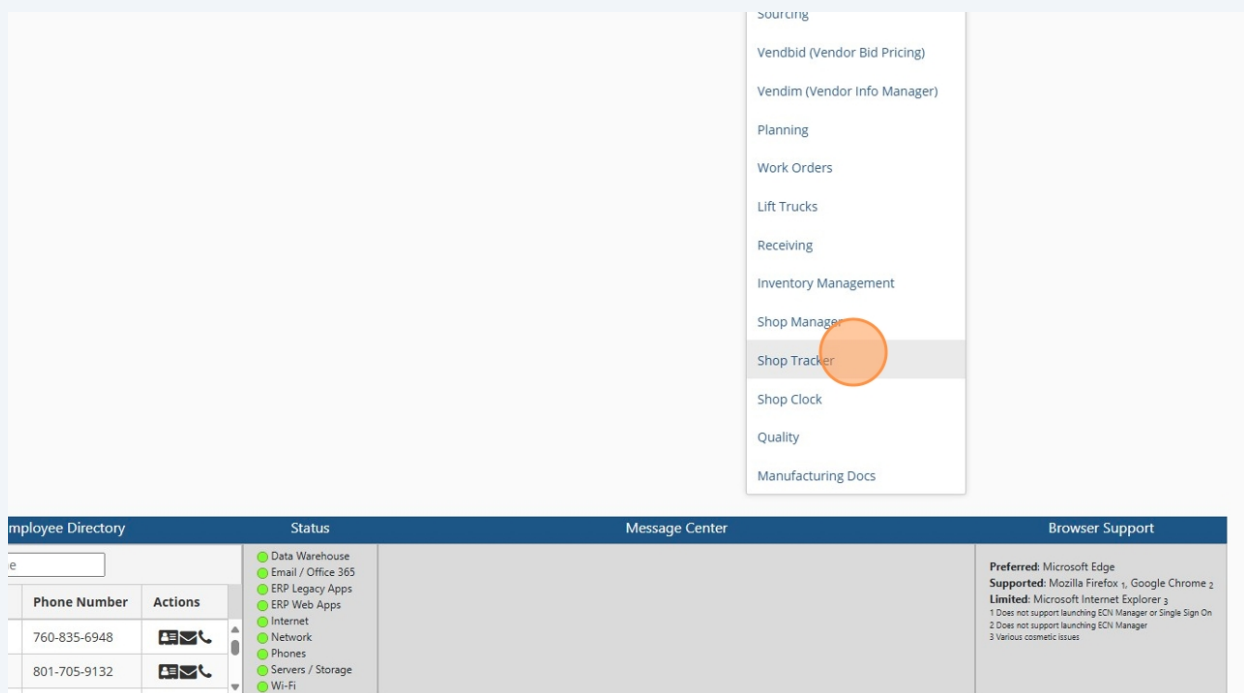 Sourcing
Vendbid (Vendor Bid Pricing)
Vendim (Vendor Info Manager)
Planning
Work Orders
Lift Trucks
Receiving
Inventory Management
Shop Manager
Shop Tracker
Shop Clock
Quality
Manufacturing Docs
mployee Directory
Status
Message Center
Browser Support
e
Phone Number Actions
760-835-6948
801-705-9132
Data Warehouse
Email / Office 365
ERP Legacy Apps
ERP Web Apps
Internet
Network
Phones
Servers / Storage
Wi-Fi
Preferred: Microsoft Edge
Supported: Mozilla Firefox 1, Google Chrome 2
Limited: Microsoft Internet Explorer 3
1 Does not support launching ECN Manager or Single Sign On
2 Does not support launching ECN Manager
3 Various cosmetic issues